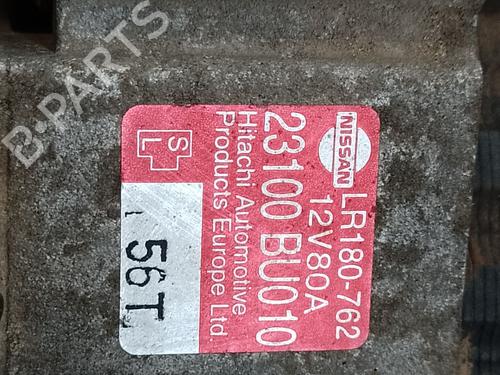 NISSAN
LR180-762
12V80A
23100 BU010
Hitachi Automotive
Products Europe Ltd.
S
L
56T
B-PARTS